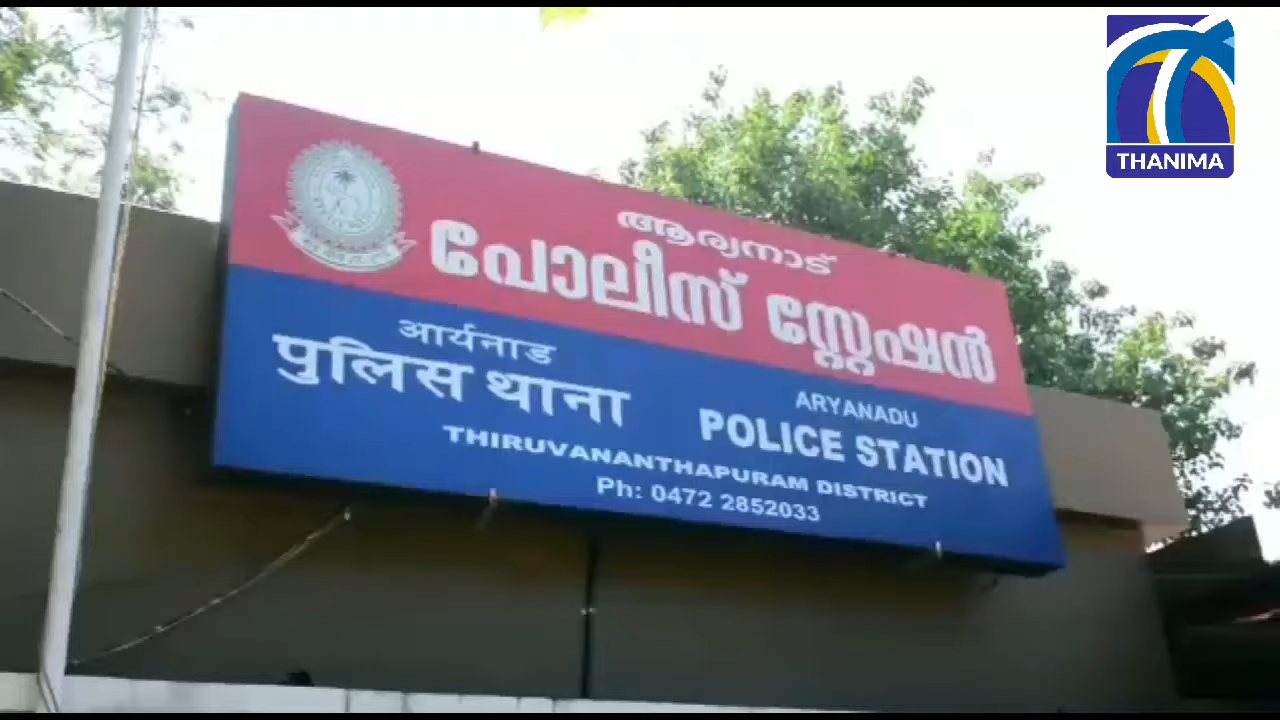 THANIMA
ആര്യനാട്
പോലീസ് സ്റ്റേഷൻ
आर्यनाड
पुलिस थाना
ARYANADU
POLICE STATION
THIRUVANANTHAPURAM DISTRICT
Ph: 0472 2852033